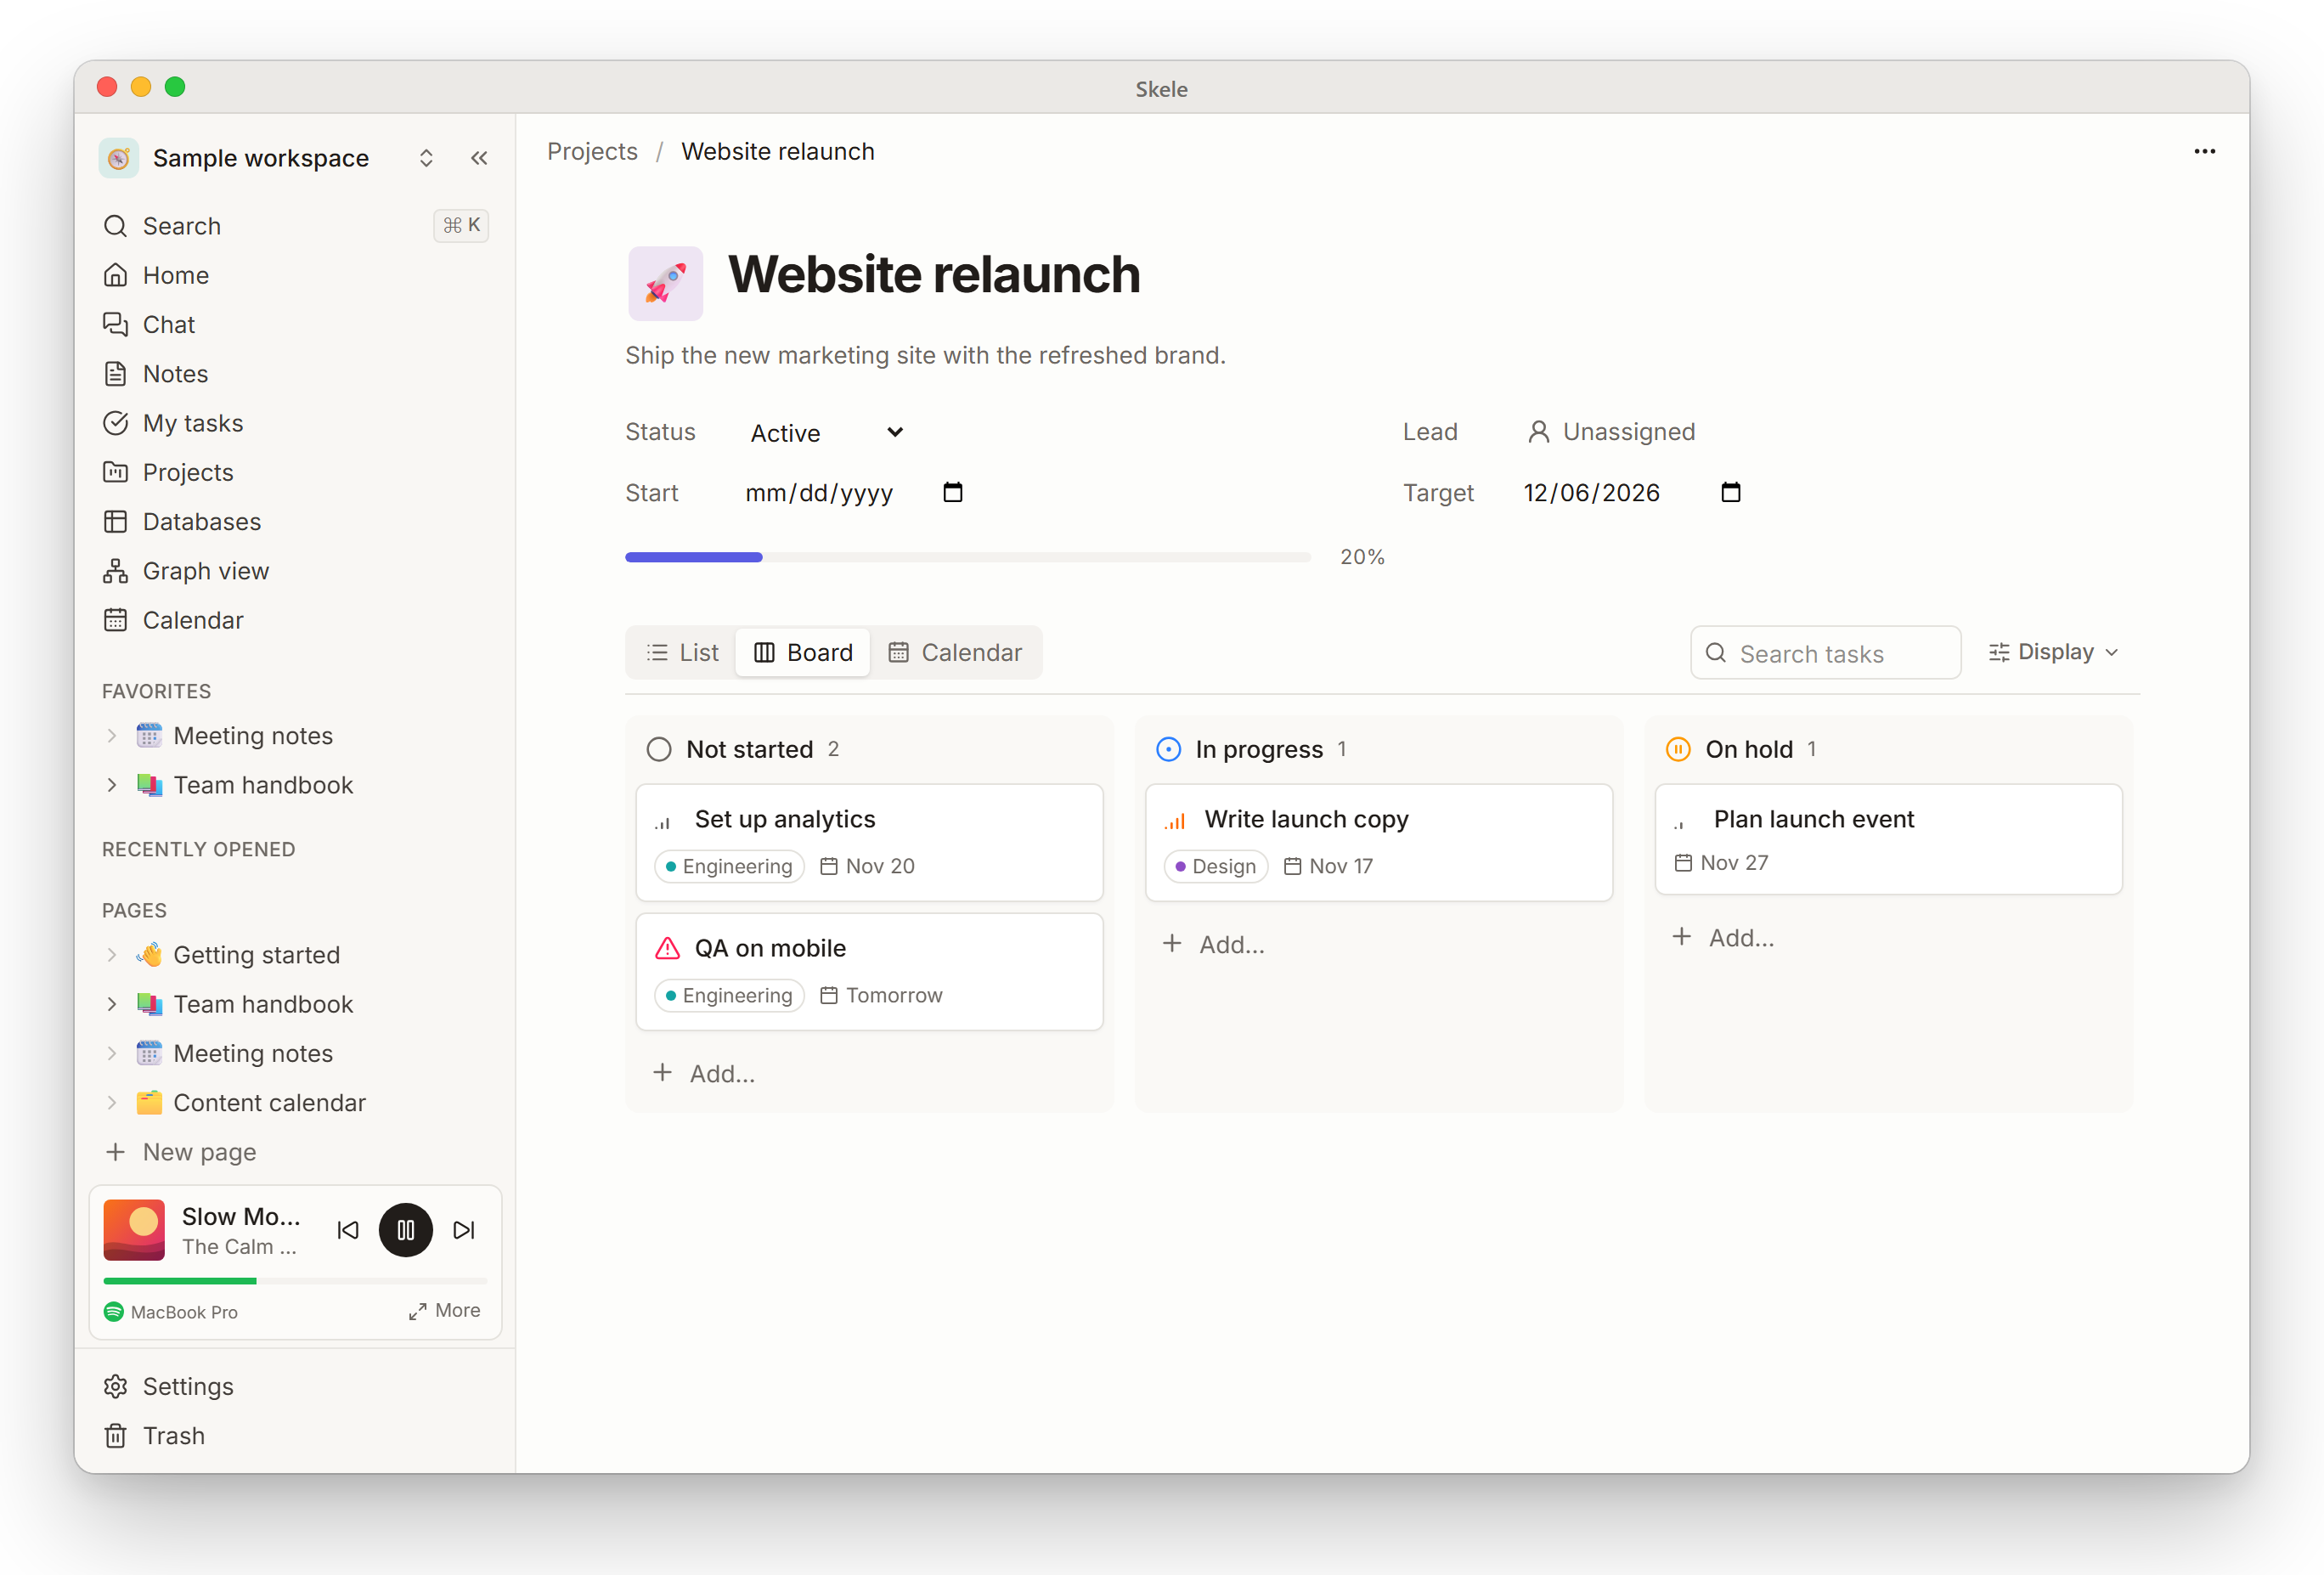 Skele
Sample workspace
Search ⌘ K
Home
Chat
Notes
My tasks
Projects
Databases
Graph view
Calendar
FAVORITES
Meeting notes
Team handbook
RECENTLY OPENED
PAGES
Getting started
Team handbook
Meeting notes
Content calendar
New page
Slow Mo...
The Calm ...
MacBook Pro
More
Settings
Trash
Projects / Website relaunch
Website relaunch
Ship the new marketing site with the refreshed brand.
Status Active
Lead Unassigned
Start mm/dd/yyyy
Target 12/06/2026
20%
List Board Calendar
Search tasks
Display
Not started 2
Set up analytics
Engineering Nov 20
QA on mobile
Engineering Tomorrow
Add...
In progress 1
Write launch copy
Design Nov 17
Add...
On hold 1
Plan launch event
Nov 27
Add...